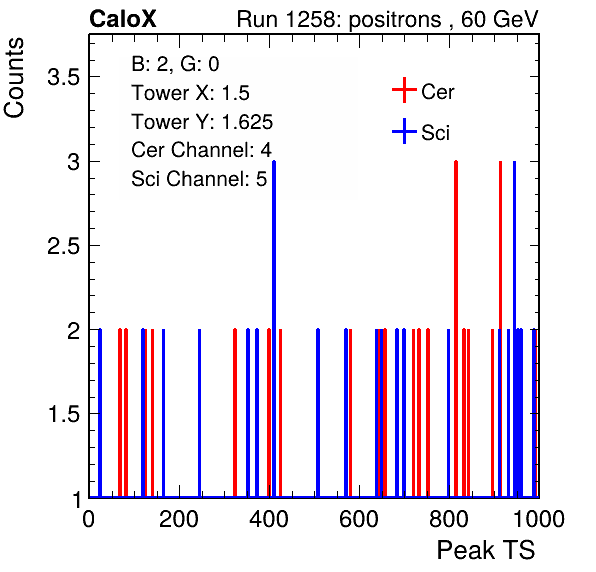 CaloX Run 1258: positrons , 60 GeV
Counts
B: 2, G: 0
Tower X: 1.5
Tower Y: 1.625
Cer Channel: 4
Sci Channel: 5
Cer
Sci
3.5
3
2.5
2
1.5
1
0 200 400 600 800 1000
Peak TS